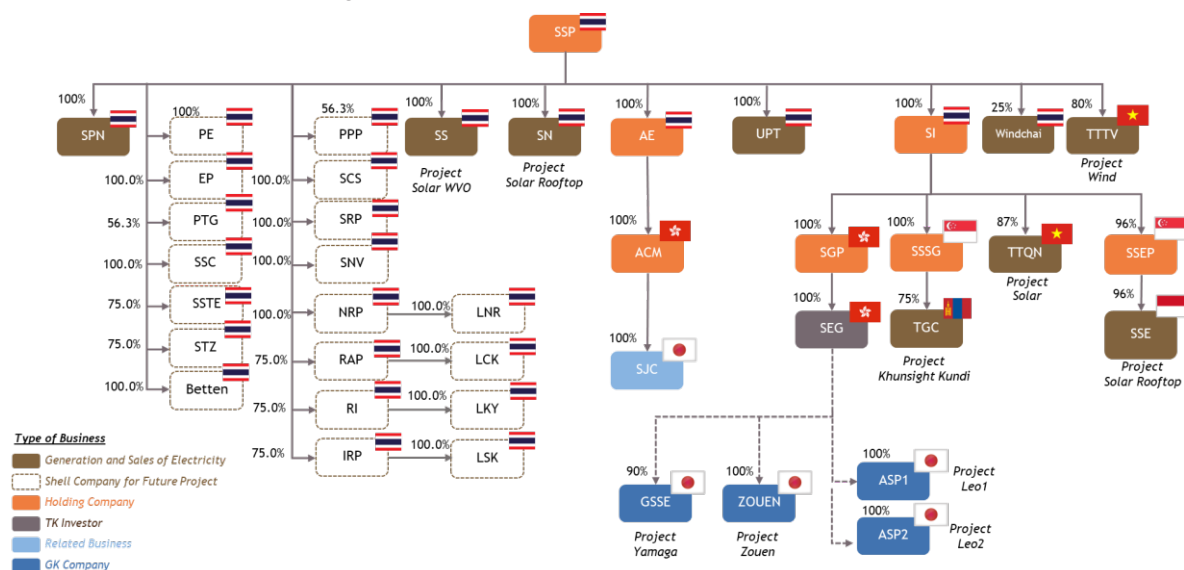 SSP
100%
SPN
100%
PE
100.0%
EP
56.3%
PTG
100.0%
SSC
75.0%
SSTE
75.0%
STZ
100.0%
Betten
56.3%
PPP
100.0%
SCS
100.0%
SRP
100.0%
SNV
100.0%
NRP
100.0%
LNR
75.0%
RAP
100.0%
LCK
75.0%
RI
100.0%
LKY
75.0%
IRP
100.0%
LSK
100%
SS
Project
Solar WVO
100%
SN
Project
Solar Rooftop
100%
AE
100%
ACM
100%
SJC
100%
UPT
100%
SI
25%
Windchai
80%
TTTV
Project
Wind
100%
SGP
100%
SEG
100%
SSSG
75%
TGC
Project
Khunsight Kundi
87%
TTQN
Project
Solar
96%
SSEP
96%
SSE
Project
Solar Rooftop
90%
GSSE
Project
Yamaga
100%
ZOUEN
Project
Zouen
100%
ASP1
Project
Leo1
100%
ASP2
Project
Leo2
Type of Business
Generation and Sales of Electricity
Shell Company for Future Project
Holding Company
TK Investor
Related Business
GK Company